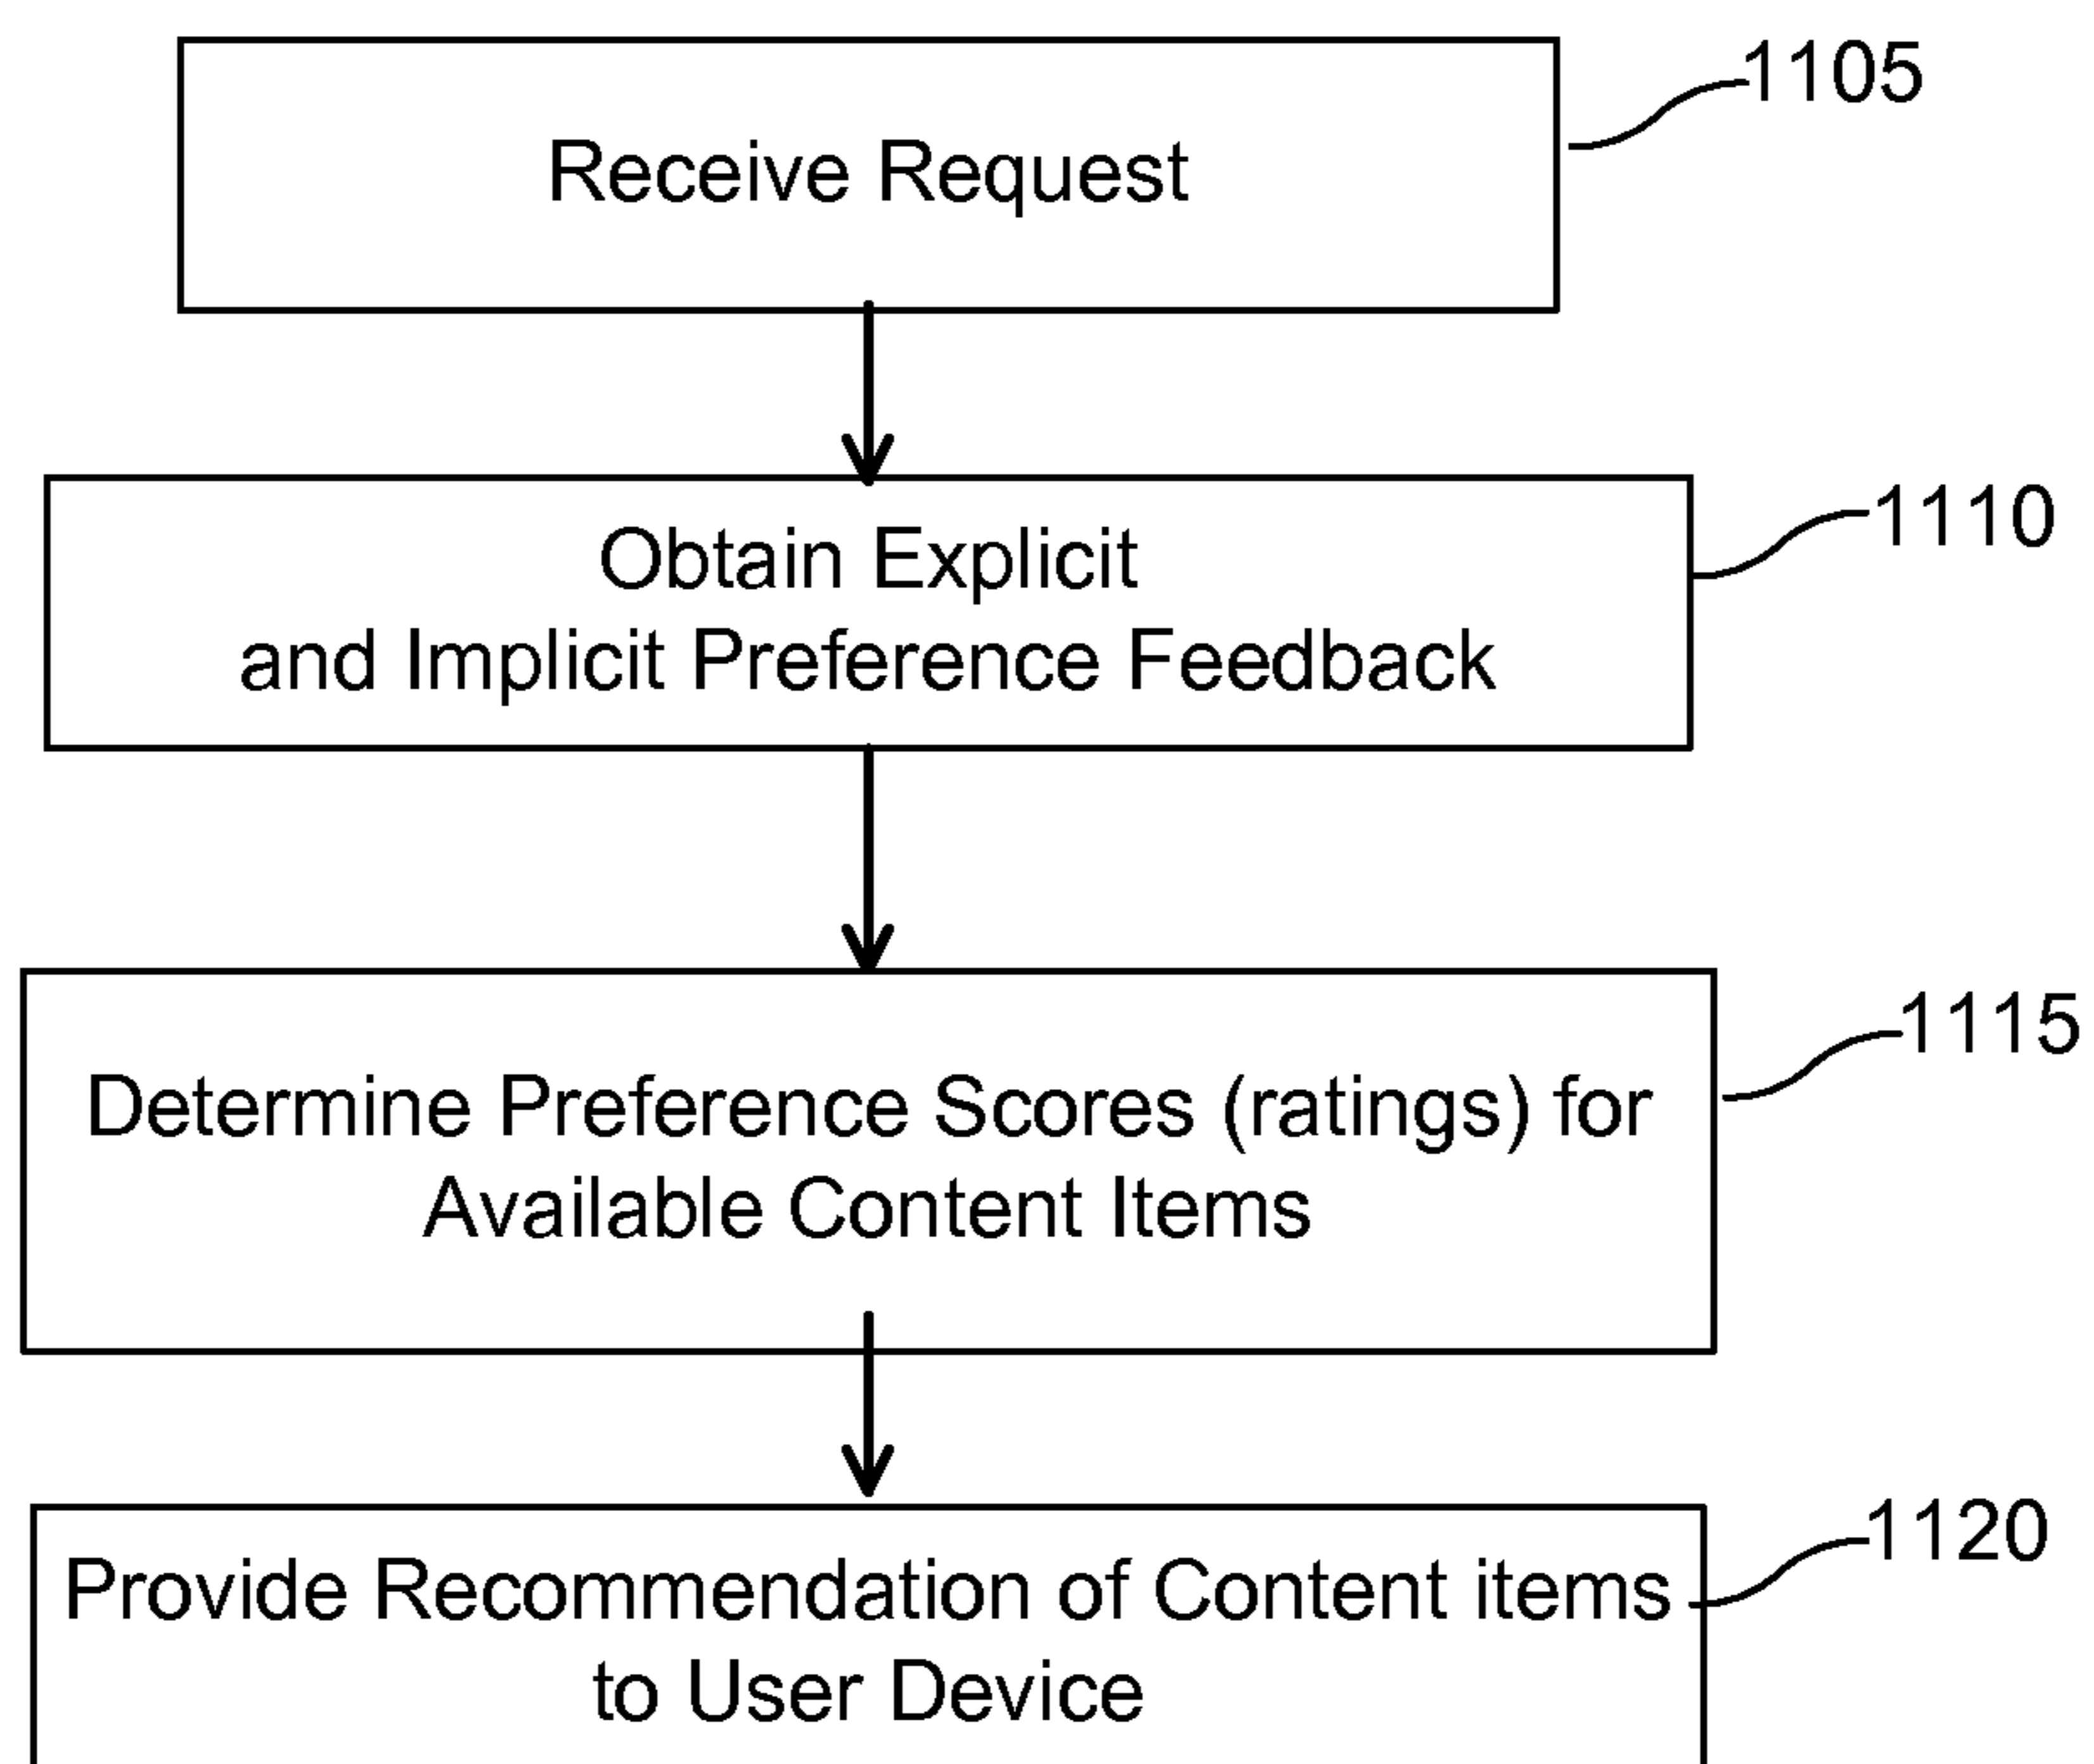 Receive Request
1105
Obtain Explicit
and Implicit Preference Feedback
1110
Determine Preference Scores (ratings) for
Available Content Items
1115
Provide Recommendation of Content items
to User Device
1120